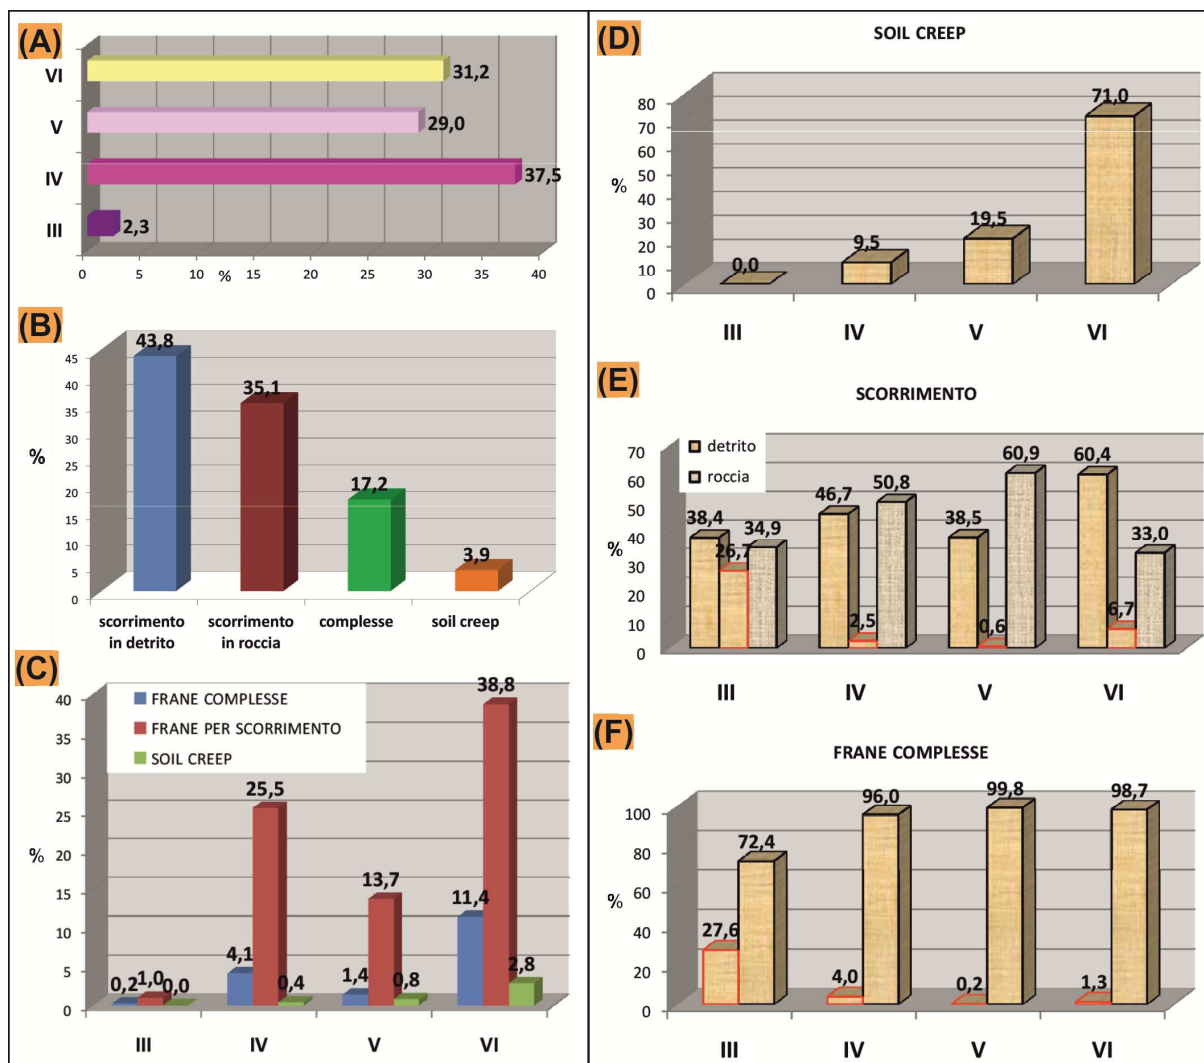 (A)
VI
31,2
V
29,0
IV
37,5
III
2,3
0 5 10 % 15 20 25 30 35 40
(B)
43,8
35,1
17,2
3,9
45
40
35
30
25
20
15
10
5
0
%
scorrimento in detrito
scorrimento in roccia
complesse
soil creep
(C)
FRANE COMPLESSE
FRANE PER SCORRIMENTO
SOIL CREEP
40
35
30
25
20
15
10
5
0
%
0,2 1,0 0,0
4,1 25,5 0,4
1,4 13,7 0,8
11,4 38,8 2,8
III IV V VI
(D)
SOIL CREEP
80
70
60
50
40
30
20
10
0
%
0,0 9,5 19,5 71,0
III IV V VI
(E)
SCORRIMENTO
detrito
roccia
70
60
50
40
30
20
10
0
%
38,4 26,7 34,9
46,7 2,5 50,8
38,5 0,6 60,9
60,4 6,7 33,0
III IV V VI
(F)
FRANE COMPLESSE
100
80
60
40
20
0
%
27,6 72,4
4,0 96,0
0,2 99,8
1,3 98,7
III IV V VI